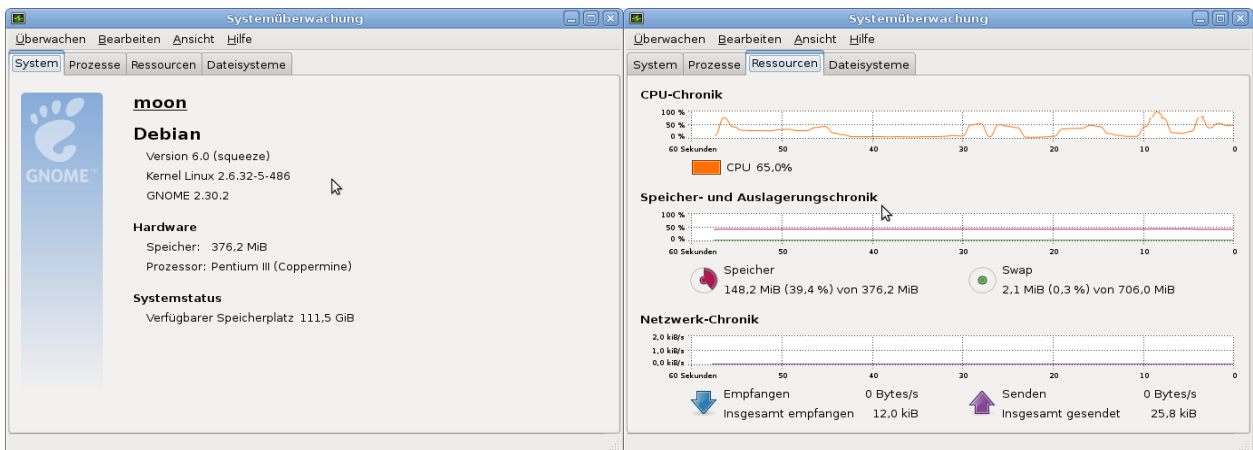 Systemüberwachung
Überwachen Bearbeiten Ansicht Hilfe
System Prozesse Ressourcen Dateisysteme
GNOME™
moon
Debian
Version 6.0 (squeeze)
Kernel Linux 2.6.32-5-486
GNOME 2.30.2
Hardware
Speicher: 376,2 MiB
Prozessor: Pentium III (Coppermine)
Systemstatus
Verfügbarer Speicherplatz 111,5 GiB
Systemüberwachung
Überwachen Bearbeiten Ansicht Hilfe
System Prozesse Ressourcen Dateisysteme
CPU-Chronik
100 %
50 %
0 %
60 Sekunden 50 40 30 20 10 0
CPU 65,0%
Speicher- und Auslagerungschronik
100 %
50 %
0 %
60 Sekunden 50 40 30 20 10 0
Speicher
148,2 MiB (39,4 %) von 376,2 MiB
Swap
2,1 MiB (0,3 %) von 706,0 MiB
Netzwerk-Chronik
2,0 kiB/s
1,0 kiB/s
0,0 kiB/s
60 Sekunden 50 40 30 20 10 0
Empfangen 0 Bytes/s
Insgesamt empfangen 12,0 kiB
Senden 0 Bytes/s
Insgesamt gesendet 25,8 kiB